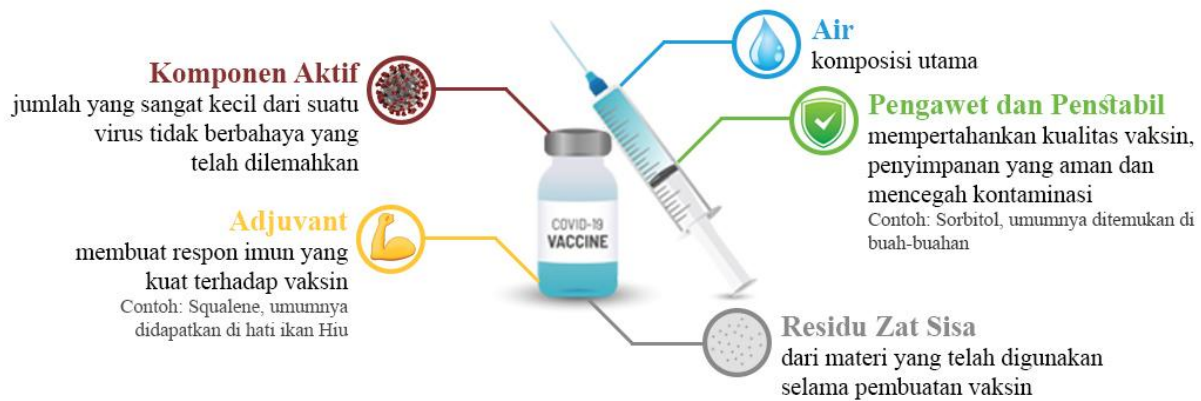 Komponen Aktif
jumlah yang sangat kecil dari suatu
virus tidak berbahaya yang
telah dilemahkan
Adjuvant
membuat respon imun yang
kuat terhadap vaksin
Contoh: Squalene, umumnya
didapatkan di hati ikan Hiu
COVID-19
VACCINE
Air
komposisi utama
Pengawet dan Penstabil
mempertahankan kualitas vaksin,
penyimpanan yang aman dan
mencegah kontaminasi
Contoh: Sorbitol, umumnya ditemukan di
buah-buahan
Residu Zat Sisa
dari materi yang telah digunakan
selama pembuatan vaksin